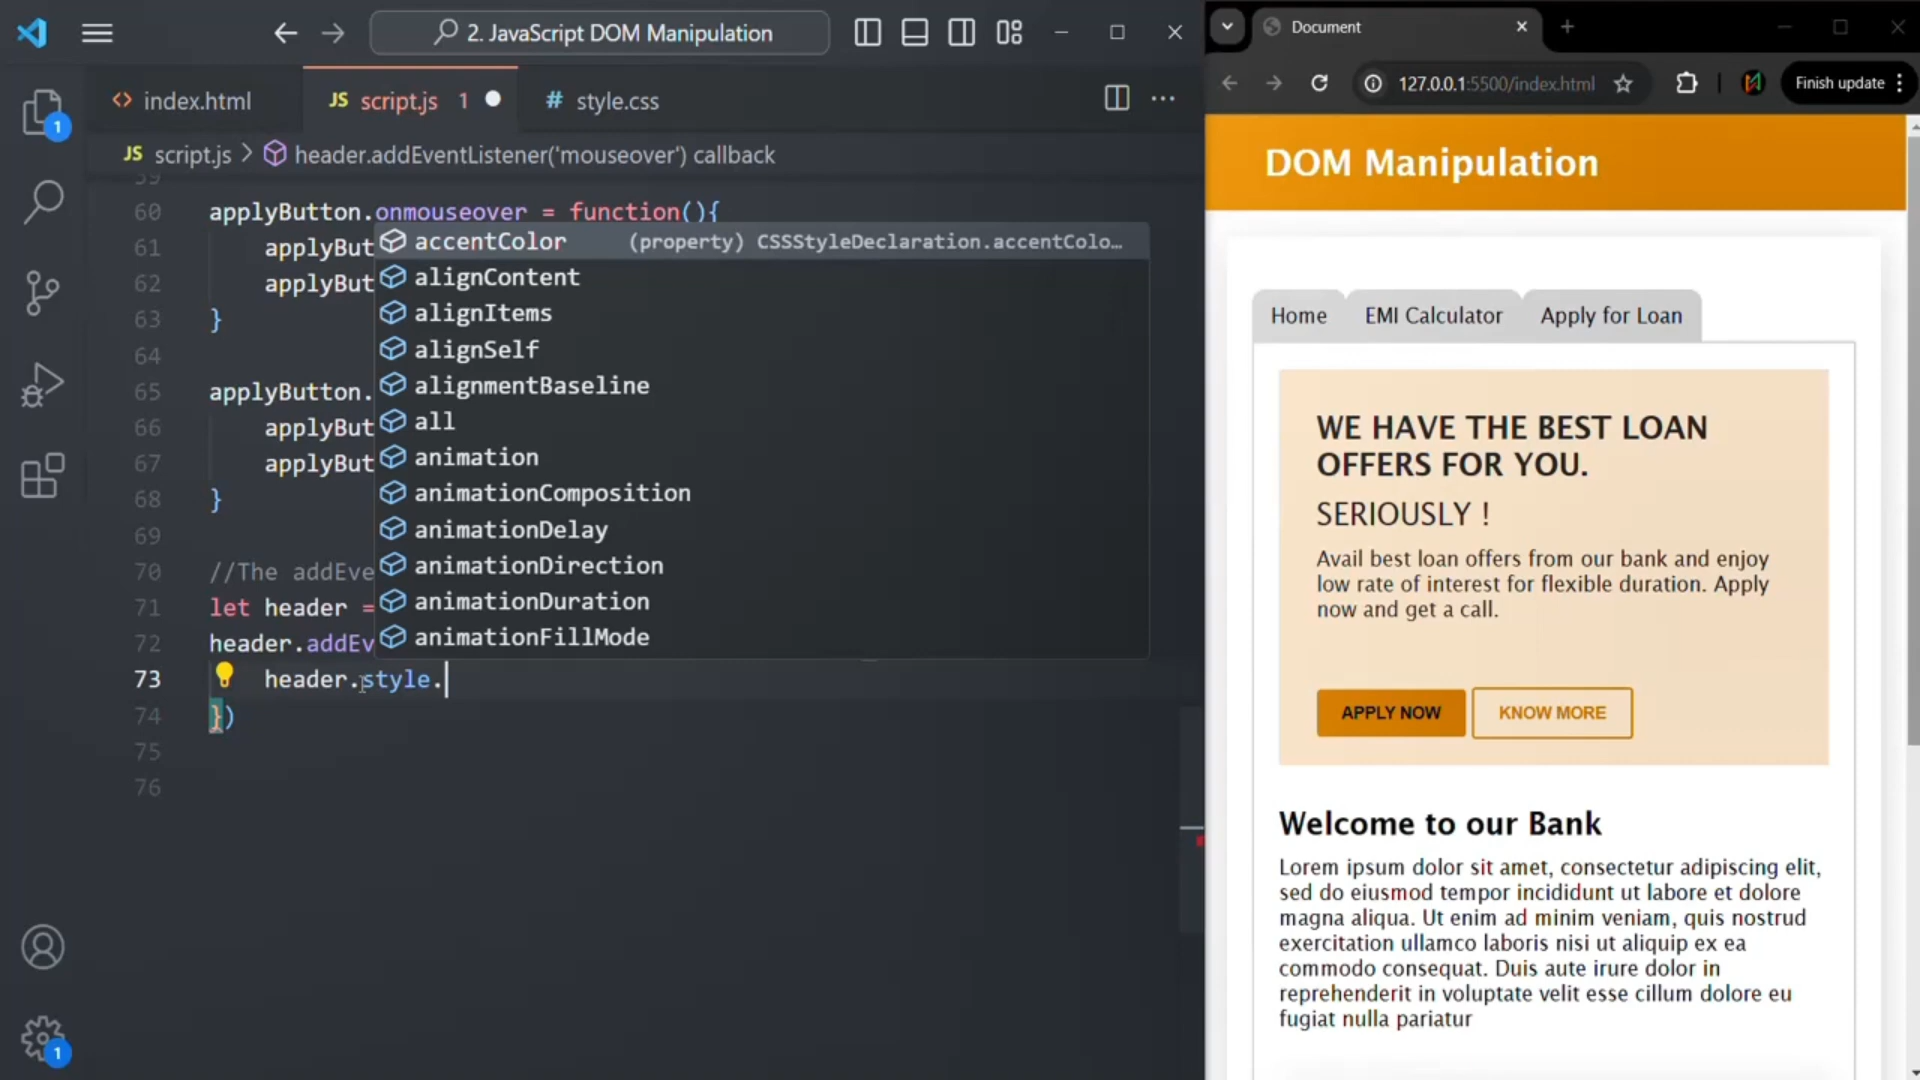 2. JavaScript DOM Manipulation
index.html
JS script.js 1
# style.css
JS script.js > header.addEventListener('mouseover') callback
59
60 applyButton.onmouseover = function(){
61 applyBut
62 applyBut
63 }
64
65 applyButton.
66 applyBut
67 applyBut
68 }
69
70 //The addEve
71 let header =
72 header.addEv
73 header.style.
74 })
75
76
accentColor (property) CSSStyleDeclaration.accentColo…
alignContent
alignItems
alignSelf
alignmentBaseline
all
animation
animationComposition
animationDelay
animationDirection
animationDuration
animationFillMode
1
1
Document
127.0.0.1:5500/index.html
Finish update
DOM Manipulation
Home EMI Calculator Apply for Loan
WE HAVE THE BEST LOAN
OFFERS FOR YOU.
SERIOUSLY !
Avail best loan offers from our bank and enjoy
low rate of interest for flexible duration. Apply
now and get a call.
APPLY NOW KNOW MORE
Welcome to our Bank
Lorem ipsum dolor sit amet, consectetur adipiscing elit,
sed do eiusmod tempor incididunt ut labore et dolore
magna aliqua. Ut enim ad minim veniam, quis nostrud
exercitation ullamco laboris nisi ut aliquip ex ea
commodo consequat. Duis aute irure dolor in
reprehenderit in voluptate velit esse cillum dolore eu
fugiat nulla pariatur